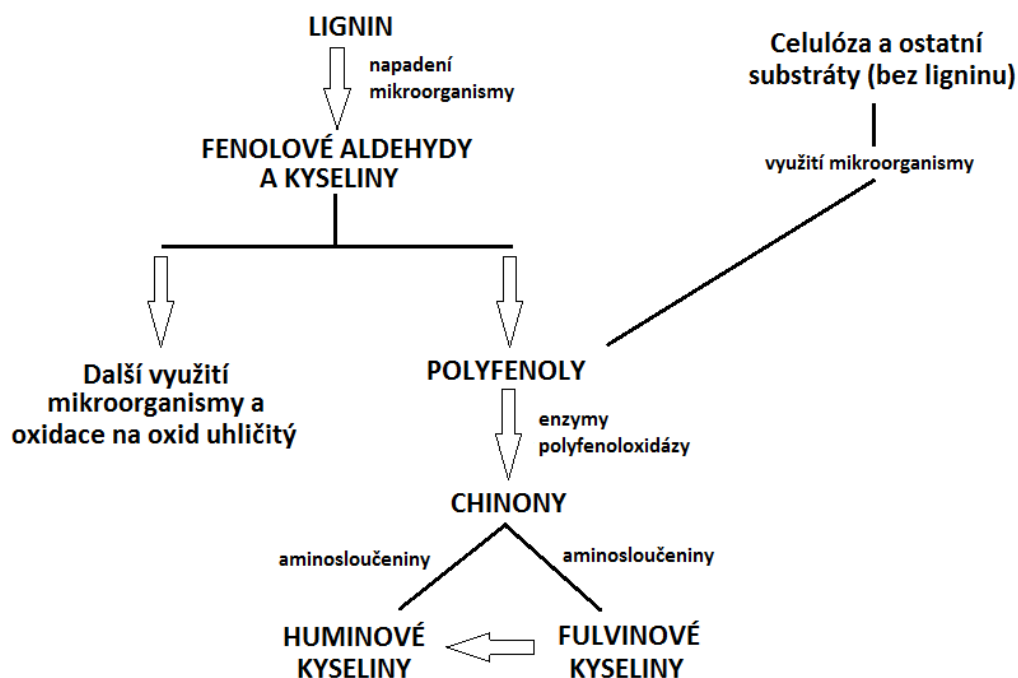 LIGNIN
napadení
mikroorganismy
Celulóza a ostatní
substráty (bez ligninu)
FENOLOVÉ ALDEHYDY
A KYSELINY
využití mikroorganismy
Další využití
mikroorganismy a
oxidace na oxid uhličitý
POLYFENOLY
enzymy
polyfenoloxidázy
CHINONY
aminosloučeniny
aminosloučeniny
HUMINOVÉ
KYSELINY
FULVINOVÉ
KYSELINY